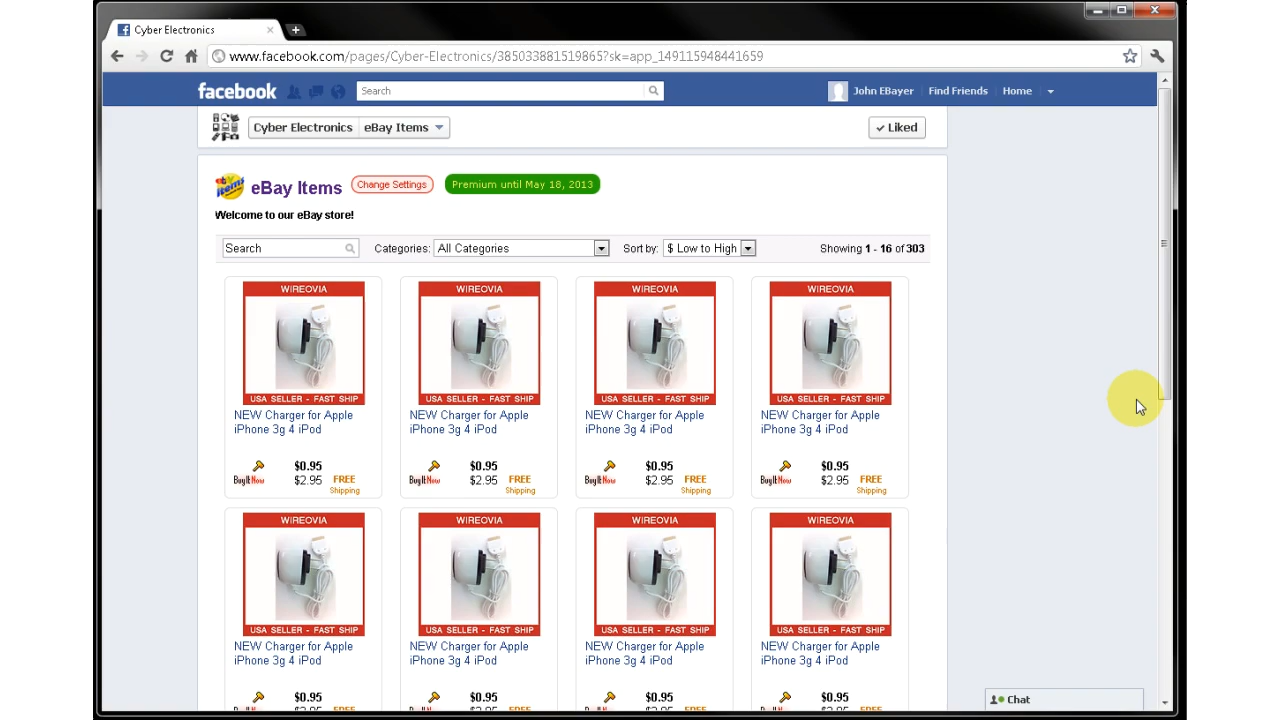 Cyber Electronics
www.facebook.com/pages/Cyber-Electronics/385033881519865?sk=app_149115948441659
facebook Search John EBayer Find Friends Home
Cyber Electronics eBay Items Liked
eBay Items Change Settings Premium until May 18, 2013
Welcome to our eBay store!
Search Categories: All Categories Sort by: $ Low to High Showing 1 - 16 of 303
WIREOVIA WIREOVIA WIREOVIA WIREOVIA
USA SELLER - FAST SHIP USA SELLER - FAST SHIP USA SELLER - FAST SHIP USA SELLER - FAST SHIP
NEW Charger for Apple NEW Charger for Apple NEW Charger for Apple NEW Charger for Apple
iPhone 3g 4 iPod iPhone 3g 4 iPod iPhone 3g 4 iPod iPhone 3g 4 iPod
$0.95 $0.95 $0.95 $0.95
BuyItNow $2.95 FREE BuyItNow $2.95 FREE BuyItNow $2.95 FREE BuyItNow $2.95 FREE
Shipping Shipping Shipping Shipping
WIREOVIA WIREOVIA WIREOVIA WIREOVIA
USA SELLER - FAST SHIP USA SELLER - FAST SHIP USA SELLER - FAST SHIP USA SELLER - FAST SHIP
NEW Charger for Apple NEW Charger for Apple NEW Charger for Apple NEW Charger for Apple
iPhone 3g 4 iPod iPhone 3g 4 iPod iPhone 3g 4 iPod iPhone 3g 4 iPod
$0.95 $0.95 $0.95 $0.95
Chat